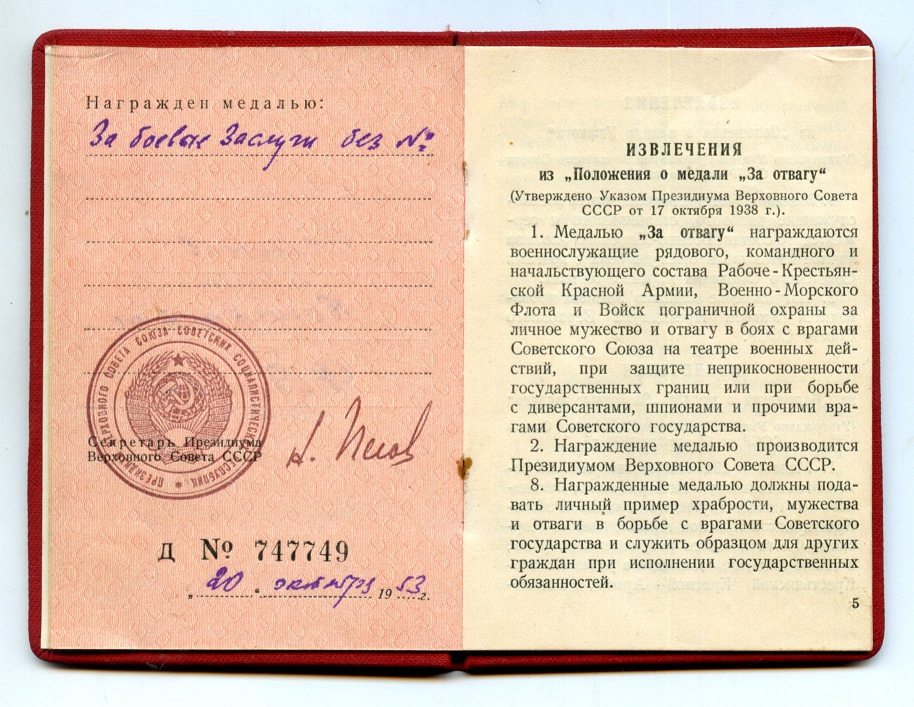 Награжден медалью:
За боевые Заслуги без №
Секретарь Президиума
Верховного Совета СССР
Д № 747749
„20“ октября 1953г.
ИЗВЛЕЧЕНИЯ
из „Положения о медали „За отвагу“
(Утверждено Указом Президиума Верховного Совета
СССР от 17 октября 1938 г.).
1. Медалью „За отвагу“ награждаются
военнослужащие рядового, командного и
начальствующего состава Рабоче-Крестьян-
ской Красной Армии, Военно-Морского
Флота и Войск пограничной охраны за
личное мужество и отвагу в боях с врагами
Советского Союза на театре военных дей-
ствий, при защите неприкосновенности
государственных границ или при борьбе
с диверсантами, шпионами и прочими вра-
гами Советского государства.
2. Награждение медалью производится
Президиумом Верховного Совета СССР.
8. Награжденные медалью должны пода-
вать личный пример храбрости, мужества
и отваги в борьбе с врагами Советского
государства и служить образцом для других
граждан при исполнении государственных
обязанностей.
5